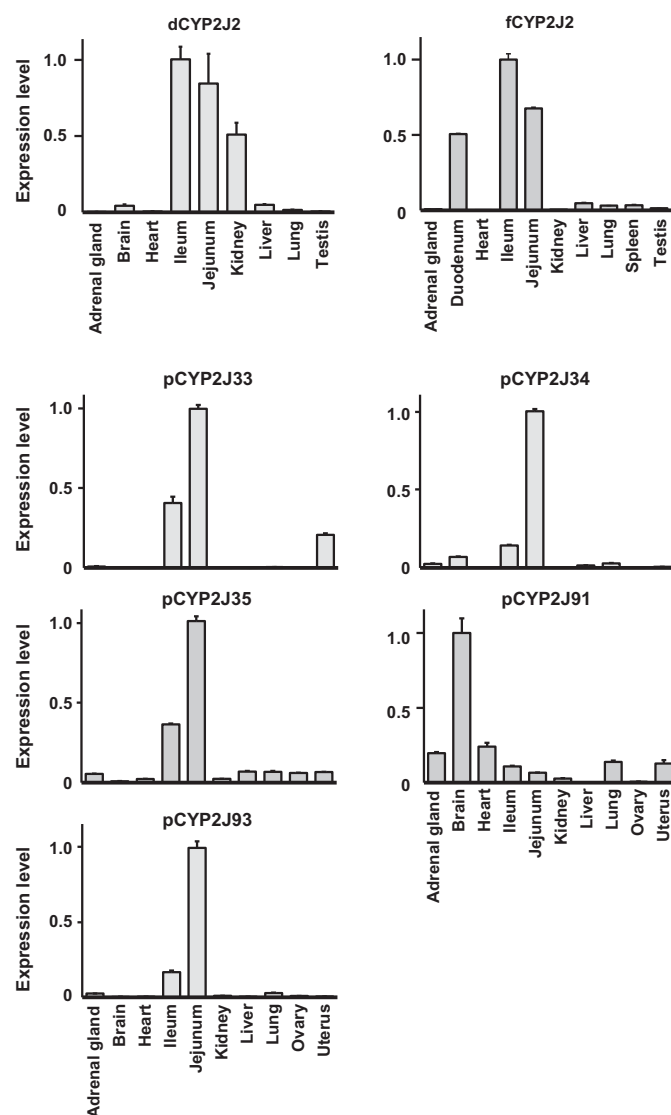 dCYP2J2
Expression level
1.0
0.5
0
Adrenal gland
Brain
Heart
Ileum
Jejunum
Kidney
Liver
Lung
Testis
fCYP2J2
1.0
0.5
0
Adrenal gland
Duodenum
Heart
Ileum
Jejunum
Kidney
Liver
Lung
Spleen
Testis
pCYP2J33
Expression level
1.0
0.5
0
pCYP2J34
1.0
0.5
0
pCYP2J35
Expression level
1.0
0.5
0
pCYP2J91
1.0
0.5
0
Adrenal gland
Brain
Heart
Ileum
Jejunum
Kidney
Liver
Lung
Ovary
Uterus
pCYP2J93
Expression level
1.0
0.5
0
Adrenal gland
Brain
Heart
Ileum
Jejunum
Kidney
Liver
Lung
Ovary
Uterus